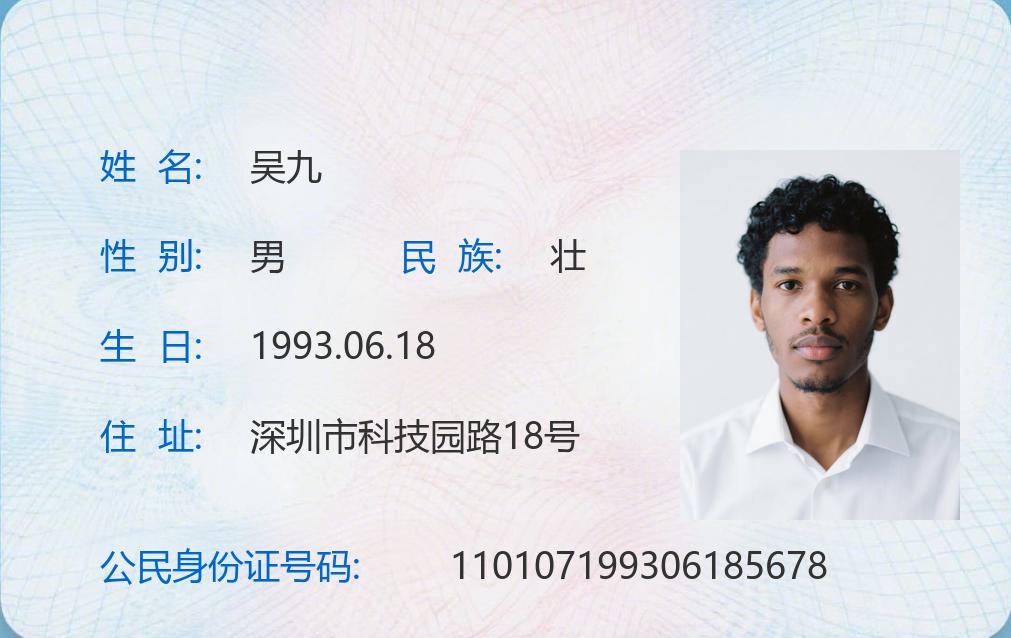 姓 名: 吴九
性 别: 男 民 族: 壮
生 日: 1993.06.18
住 址: 深圳市科技园路18号
公民身份证号码: 110107199306185678